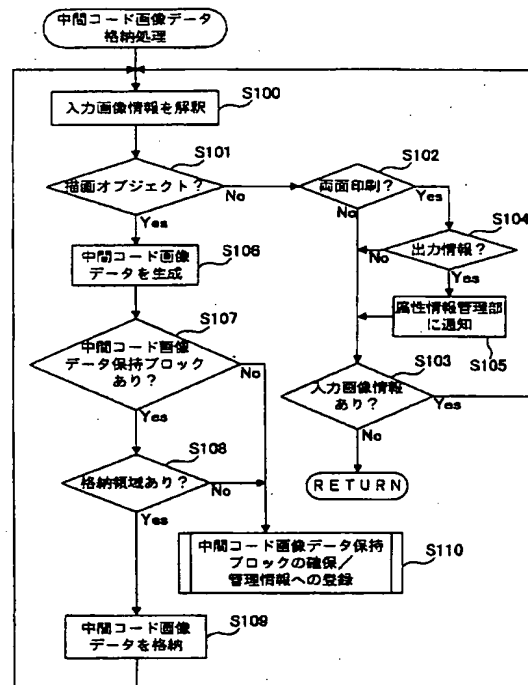 中間コード画像データ
格納処理
入力画像情報を解釈
S100
描画オブジェクト?
S101
No
Yes
両面印刷?
S102
Yes
No
出力情報?
S104
No
Yes
属性情報管理部
に通知
S105
中間コード画像
データを生成
S106
中間コード画像
データ保持ブロック
あり?
S107
No
Yes
入力画像情報
あり?
S103
Yes
No
RETURN
格納領域あり?
S108
No
Yes
中間コード画像データ保持
ブロックの確保/
管理情報への登録
S110
中間コード画像
データを格納
S109